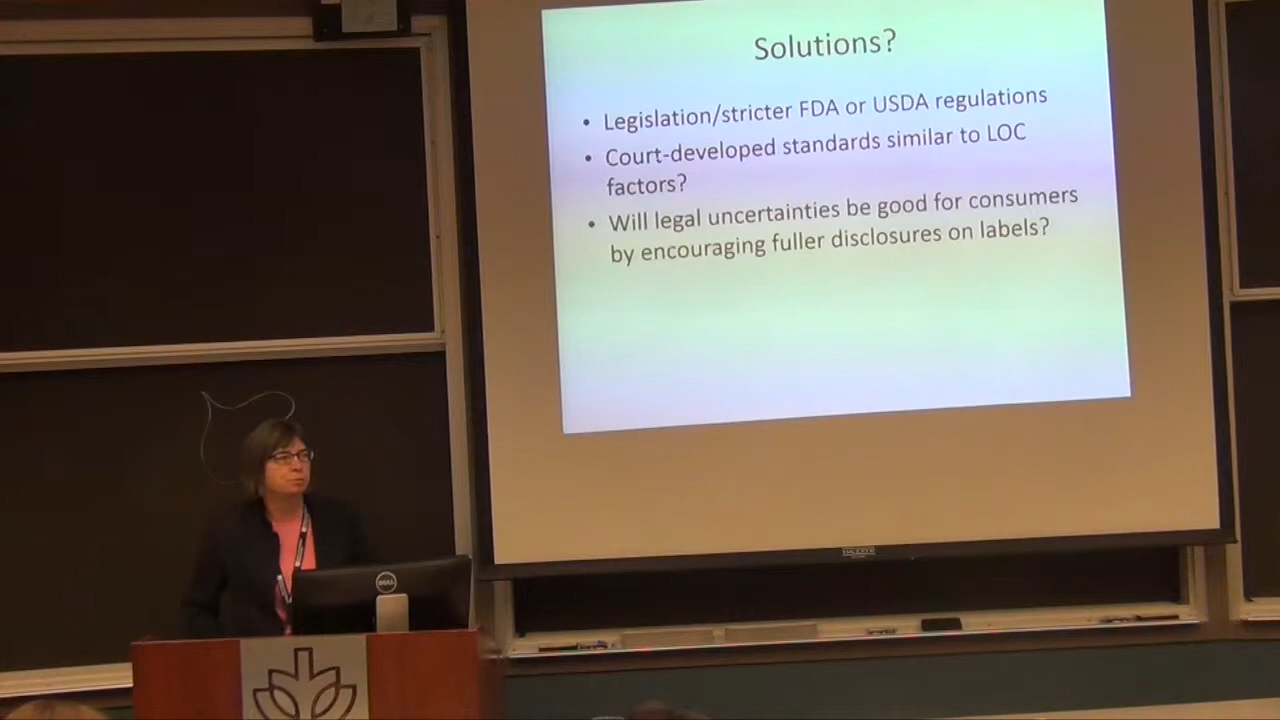 Solutions?
• Legislation/stricter FDA or USDA regulations
• Court-developed standards similar to LOC
factors?
• Will legal uncertainties be good for consumers
by encouraging fuller disclosures on labels?
DELL